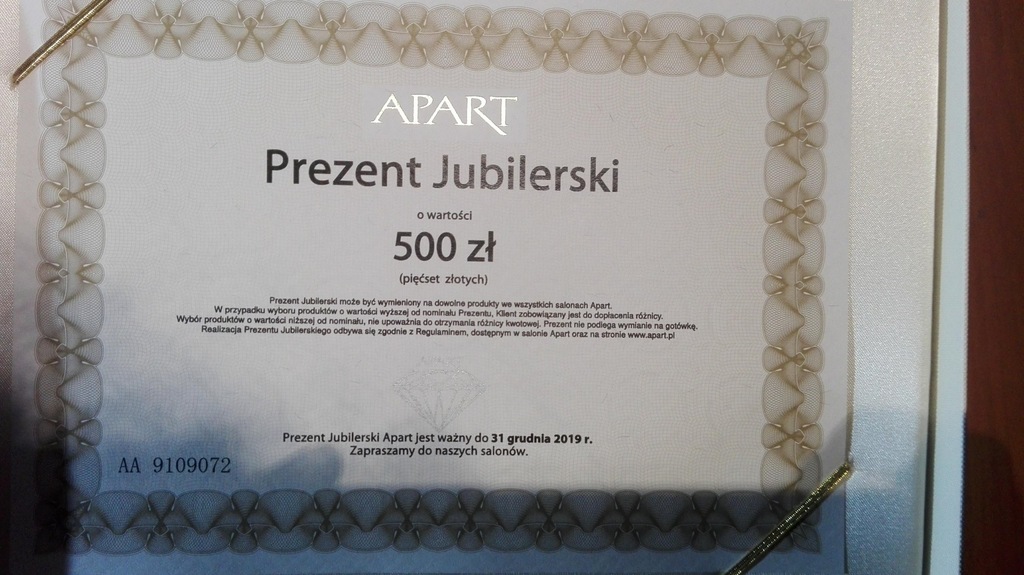 APART
Prezent Jubilerski
o wartości
500 zł
(pięćset złotych)
Prezent Jubilerski może być wymieniony na dowolne produkty we wszystkich salonach Apart.
W przypadku wyboru produktów o wartości wyższej od nominału Prezentu, Klient zobowiązany jest do dopłacenia różnicy.
Wybór produktów o wartości niższej od nominału, nie upoważnia do otrzymania różnicy kwotowej. Prezent nie podlega wymianie na gotówkę.
Realizacja Prezentu Jubilerskiego odbywa się zgodnie z Regulaminem, dostępnym w salonie Apart oraz na stronie www.apart.pl
APART
Prezent Jubilerski Apart jest ważny do 31 grudnia 2019 r.
Zapraszamy do naszych salonów.
AA 9109072